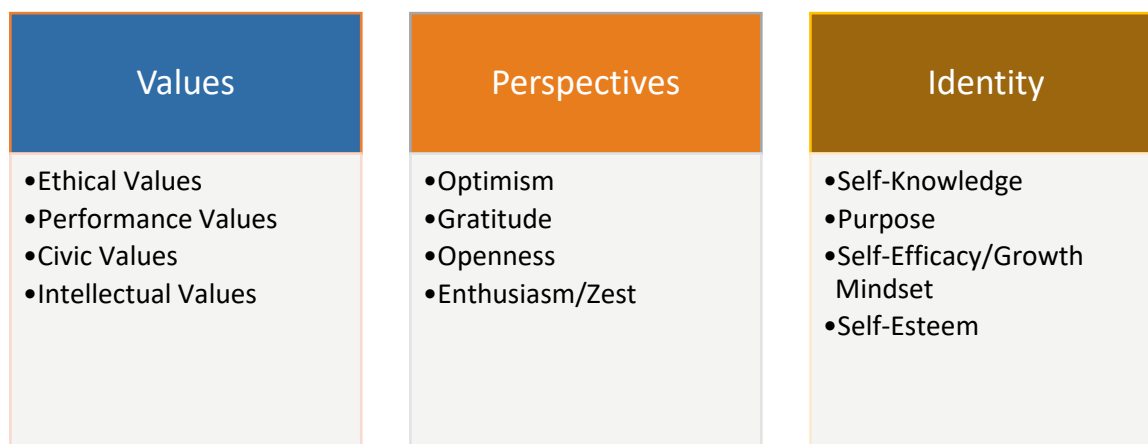 Values
•Ethical Values
•Performance Values
•Civic Values
•Intellectual Values
Perspectives
•Optimism
•Gratitude
•Openness
•Enthusiasm/Zest
Identity
•Self-Knowledge
•Purpose
•Self-Efficacy/Growth
Mindset
•Self-Esteem